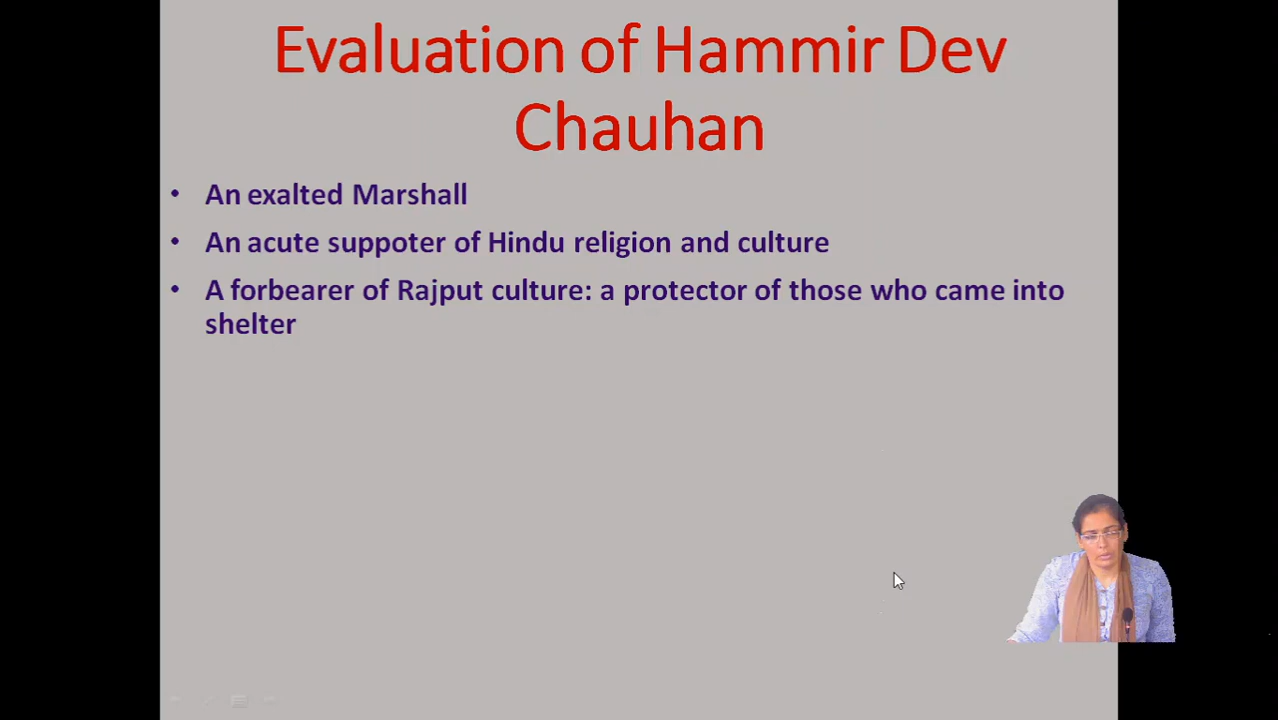 Evaluation of Hammir Dev
Chauhan
• An exalted Marshall
• An acute suppoter of Hindu religion and culture
• A forbearer of Rajput culture: a protector of those who came into
shelter